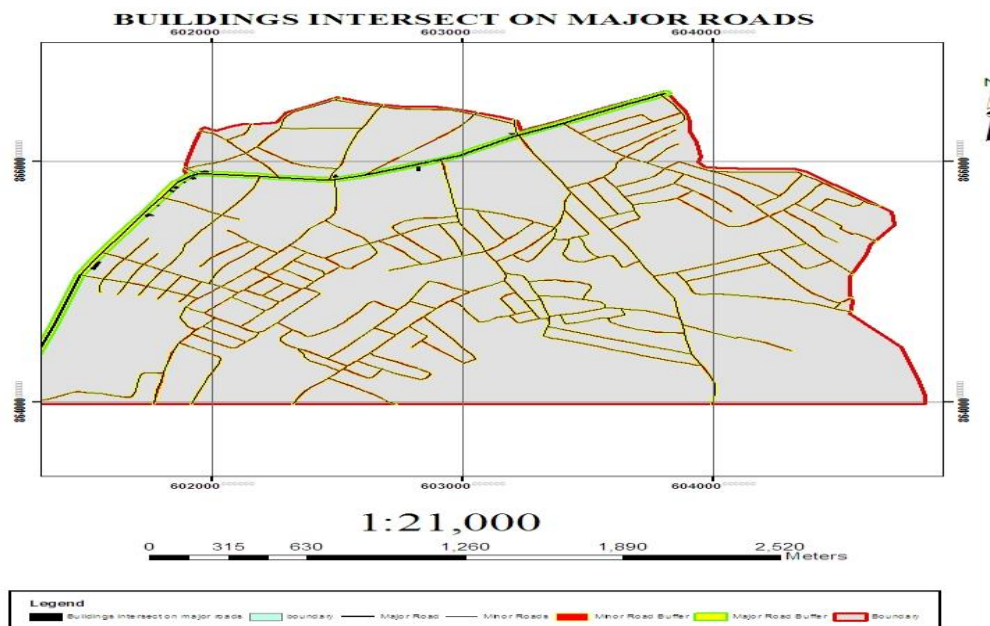 BUILDINGS INTERSECT ON MAJOR ROADS
602000 603000 604000
602000 603000 604000
1:21,000
0 315 630 1,260 1,890 2,520
Meters
Legend
Buildings intersect on major roads boundary Major Road Minor Roads Minor Road Buffer Major Road Buffer Boundary